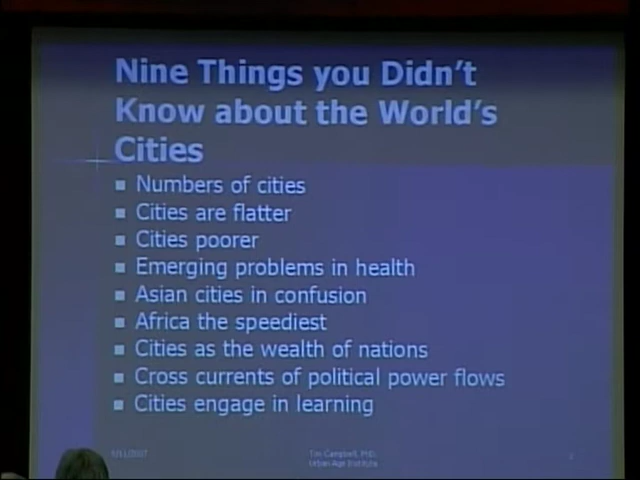 Nine Things you Didn't
Know about the World's
Cities
Numbers of cities
Cities are flatter
Cities poorer
Emerging problems in health
Asian cities in confusion
Africa the speediest
Cities as the wealth of nations
Cross currents of political power flows
Cities engage in learning
Tim Campbell, PhD,
Urban Age Institute